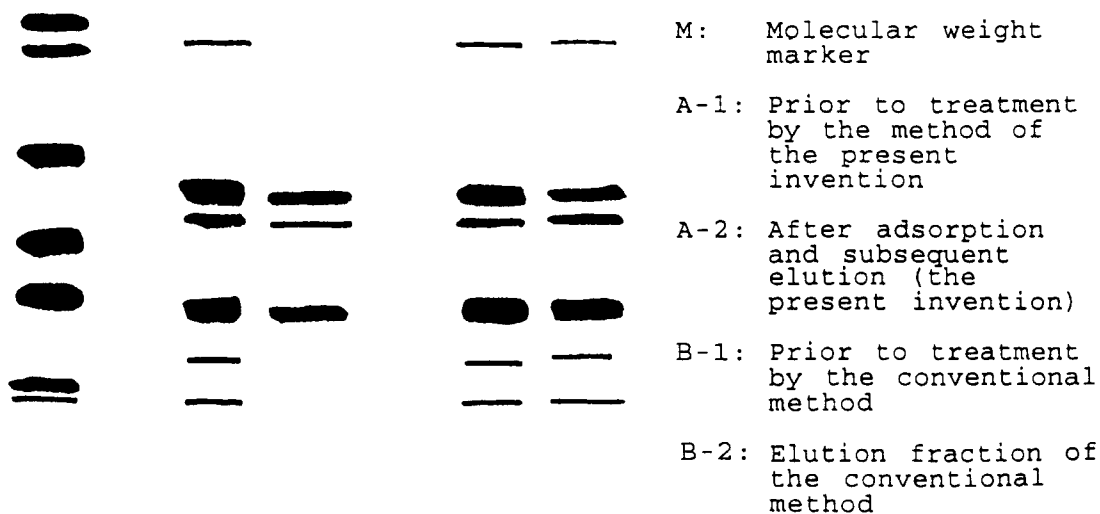 M: Molecular weight
marker
A-1: Prior to treatment
by the method of
the present
invention
A-2: After adsorption
and subsequent
elution (the
present invention)
B-1: Prior to treatment
by the conventional
method
B-2: Elution fraction of
the conventional
method